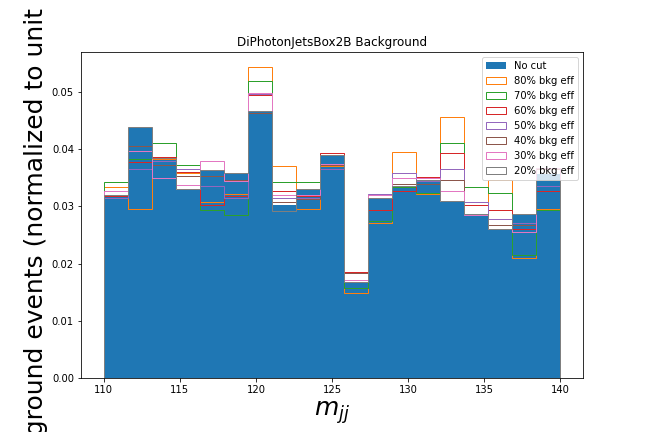 DiPhotonJetsBox2B Background
ground events (normalized to unit
0.05
0.04
0.03
0.02
0.01
0.00
No cut
80% bkg eff
70% bkg eff
60% bkg eff
50% bkg eff
40% bkg eff
30% bkg eff
20% bkg eff
110 115 120 125 130 135 140
m_{jj}